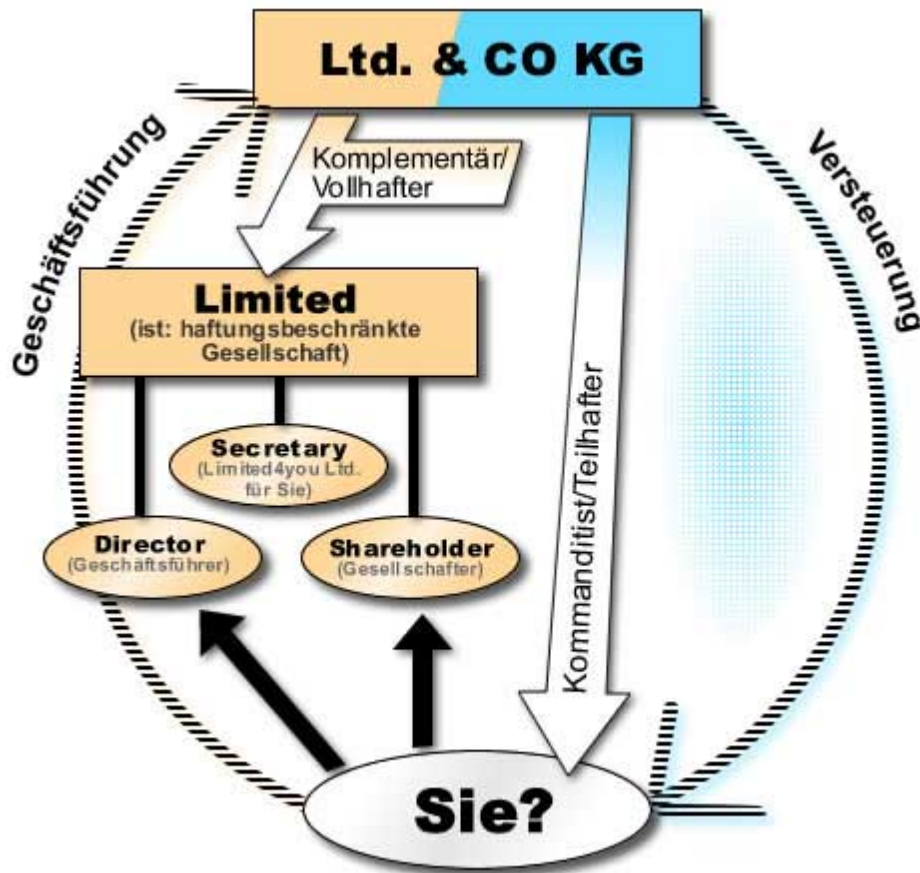 Ltd. & CO KG
Komplementär/
Vollhafter
Geschäftsführung
Versteuerung
Limited
(ist: haftungsbeschränkte
Gesellschaft)
Secretary
(Limited4you Ltd.
für Sie)
Director
(Geschäftsführer)
Shareholder
(Gesellschafter)
Kommanditist/Teilhafter
Sie?